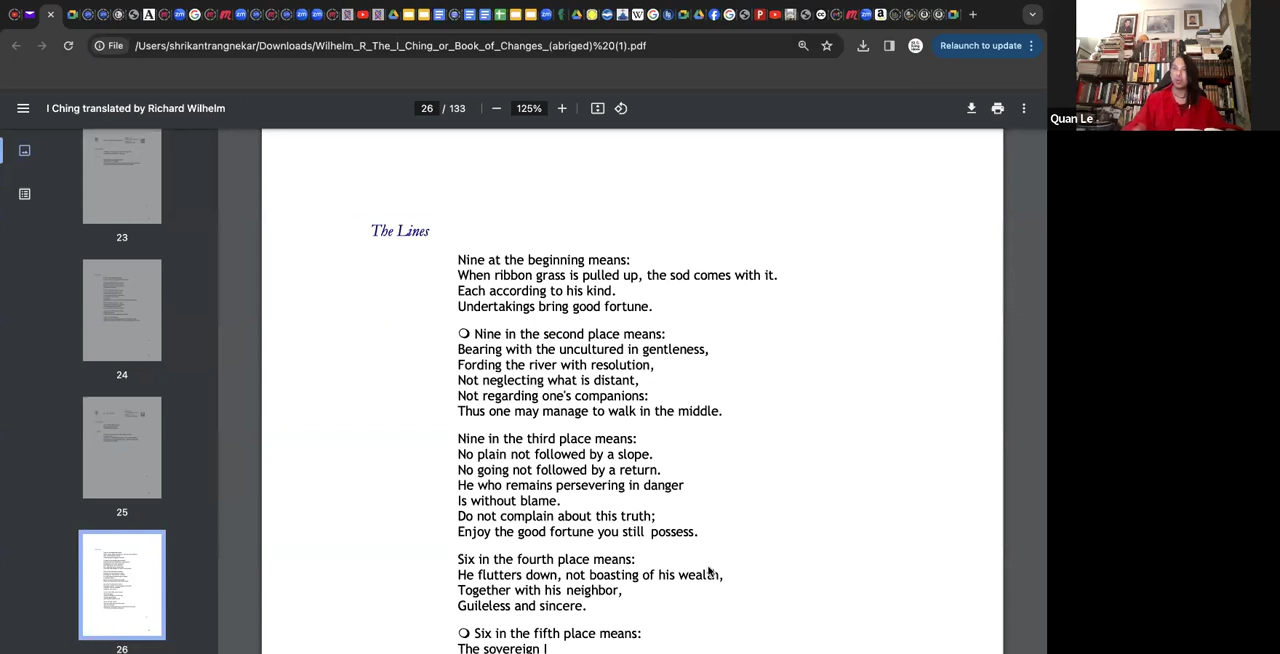 File
/Users/shrikantrangnekar/Downloads/Wilhelm_R_The_I_Ching_or_Book_of_Changes_(abriged)%20(1).pdf
Relaunch to update
I Ching translated by Richard Wilhelm
26 / 133
125%
Quan Le
23
24
25
26
The Lines
Nine at the beginning means:
When ribbon grass is pulled up, the sod comes with it.
Each according to his kind.
Undertakings bring good fortune.
Nine in the second place means:
Bearing with the uncultured in gentleness,
Fording the river with resolution,
Not neglecting what is distant,
Not regarding one's companions:
Thus one may manage to walk in the middle.
Nine in the third place means:
No plain not followed by a slope.
No going not followed by a return.
He who remains persevering in danger
Is without blame.
Do not complain about this truth;
Enjoy the good fortune you still possess.
Six in the fourth place means:
He flutters down, not boasting of his wealth,
Together with his neighbor,
Guileless and sincere.
Six in the fifth place means:
The sovereign I